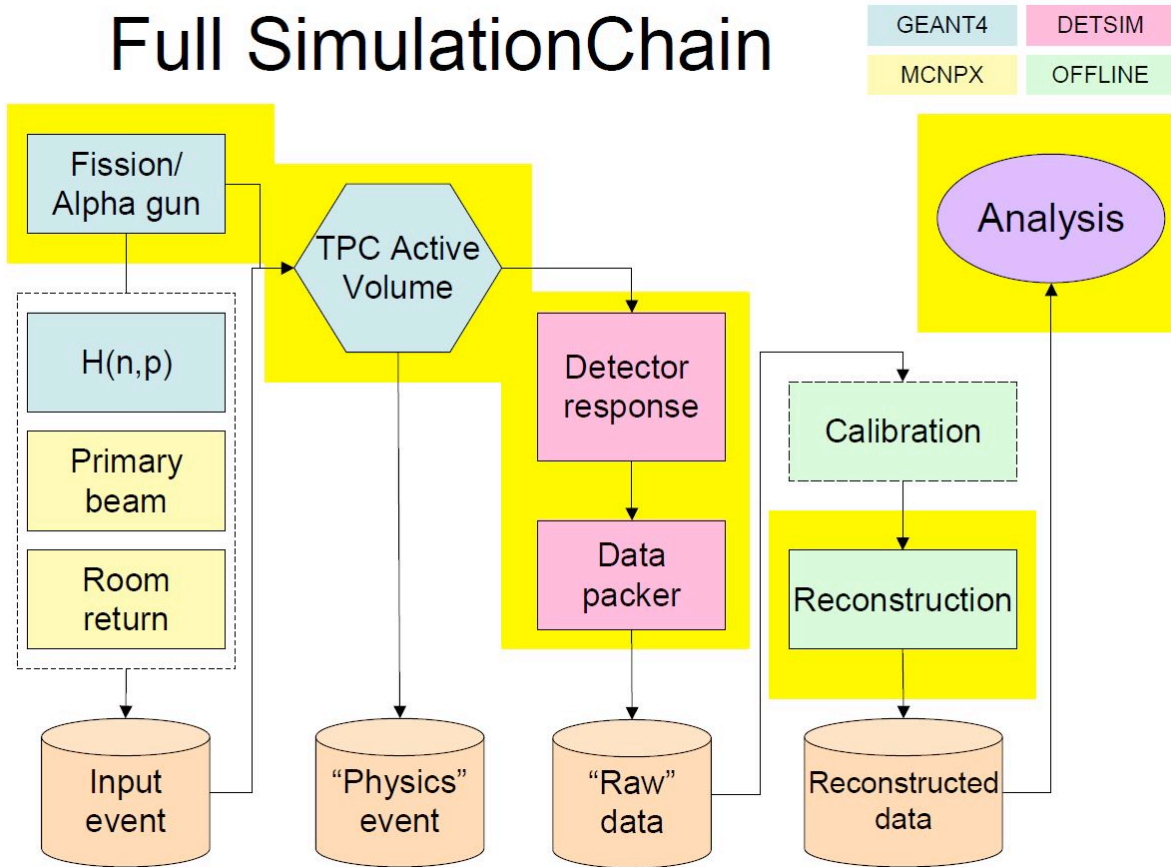 Full SimulationChain
GEANT4
DETSIM
MCNPX
OFFLINE
Fission/
Alpha gun
TPC Active
Volume
Analysis
H(n,p)
Primary
beam
Room
return
Detector
response
Data
packer
Calibration
Reconstruction
Input
event
“Physics”
event
“Raw”
data
Reconstructed
data